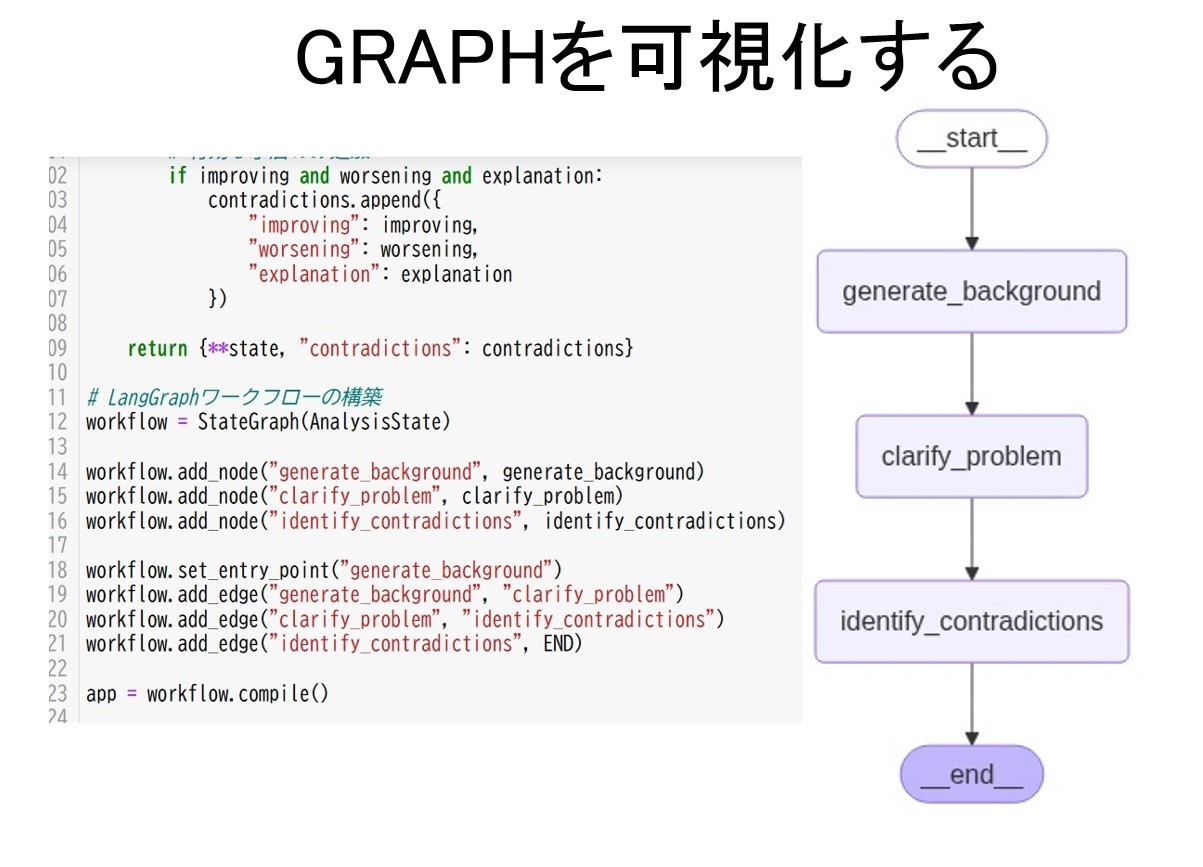 GRAPHを可視化する
02 if improving and worsening and explanation:
03 contradictions.append({
04 "improving": improving,
05 "worsening": worsening,
06 "explanation": explanation
07 })
08
09 return {**state, "contradictions": contradictions}
10
11 # LangGraphワークフローの構築
12 workflow = StateGraph(AnalysisState)
13
14 workflow.add_node("generate_background", generate_background)
15 workflow.add_node("clarify_problem", clarify_problem)
16 workflow.add_node("identify_contradictions", identify_contradictions)
17
18 workflow.set_entry_point("generate_background")
19 workflow.add_edge("generate_background", "clarify_problem")
20 workflow.add_edge("clarify_problem", "identify_contradictions")
21 workflow.add_edge("identify_contradictions", END)
22
23 app = workflow.compile()
24
__start__
generate_background
clarify_problem
identify_contradictions
__end__